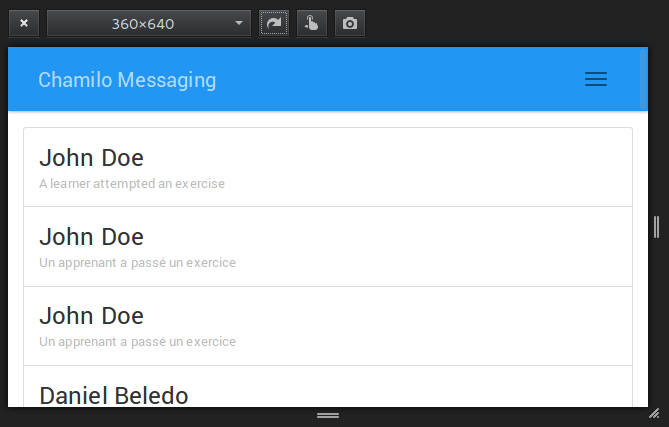 360×640
Chamilo Messaging
John Doe
A learner attempted an exercise
John Doe
Un apprenant a passé un exercice
John Doe
Un apprenant a passé un exercice
Daniel Beledo